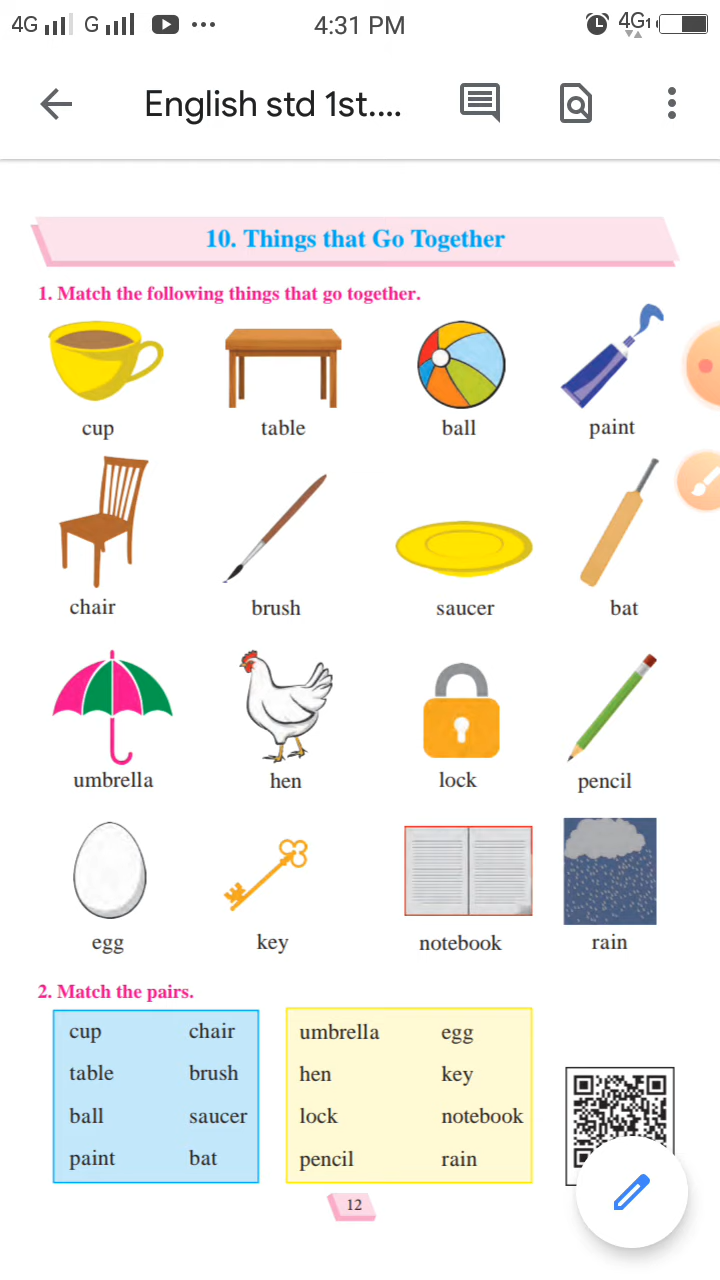 4G G ... 4:31 PM 4G1
English std 1st....
10. Things that Go Together
1. Match the following things that go together.
cup table ball paint
chair brush saucer bat
umbrella hen lock pencil
egg key notebook rain
2. Match the pairs.
cup chair umbrella egg
table brush hen key
ball saucer lock notebook
paint bat pencil rain
12